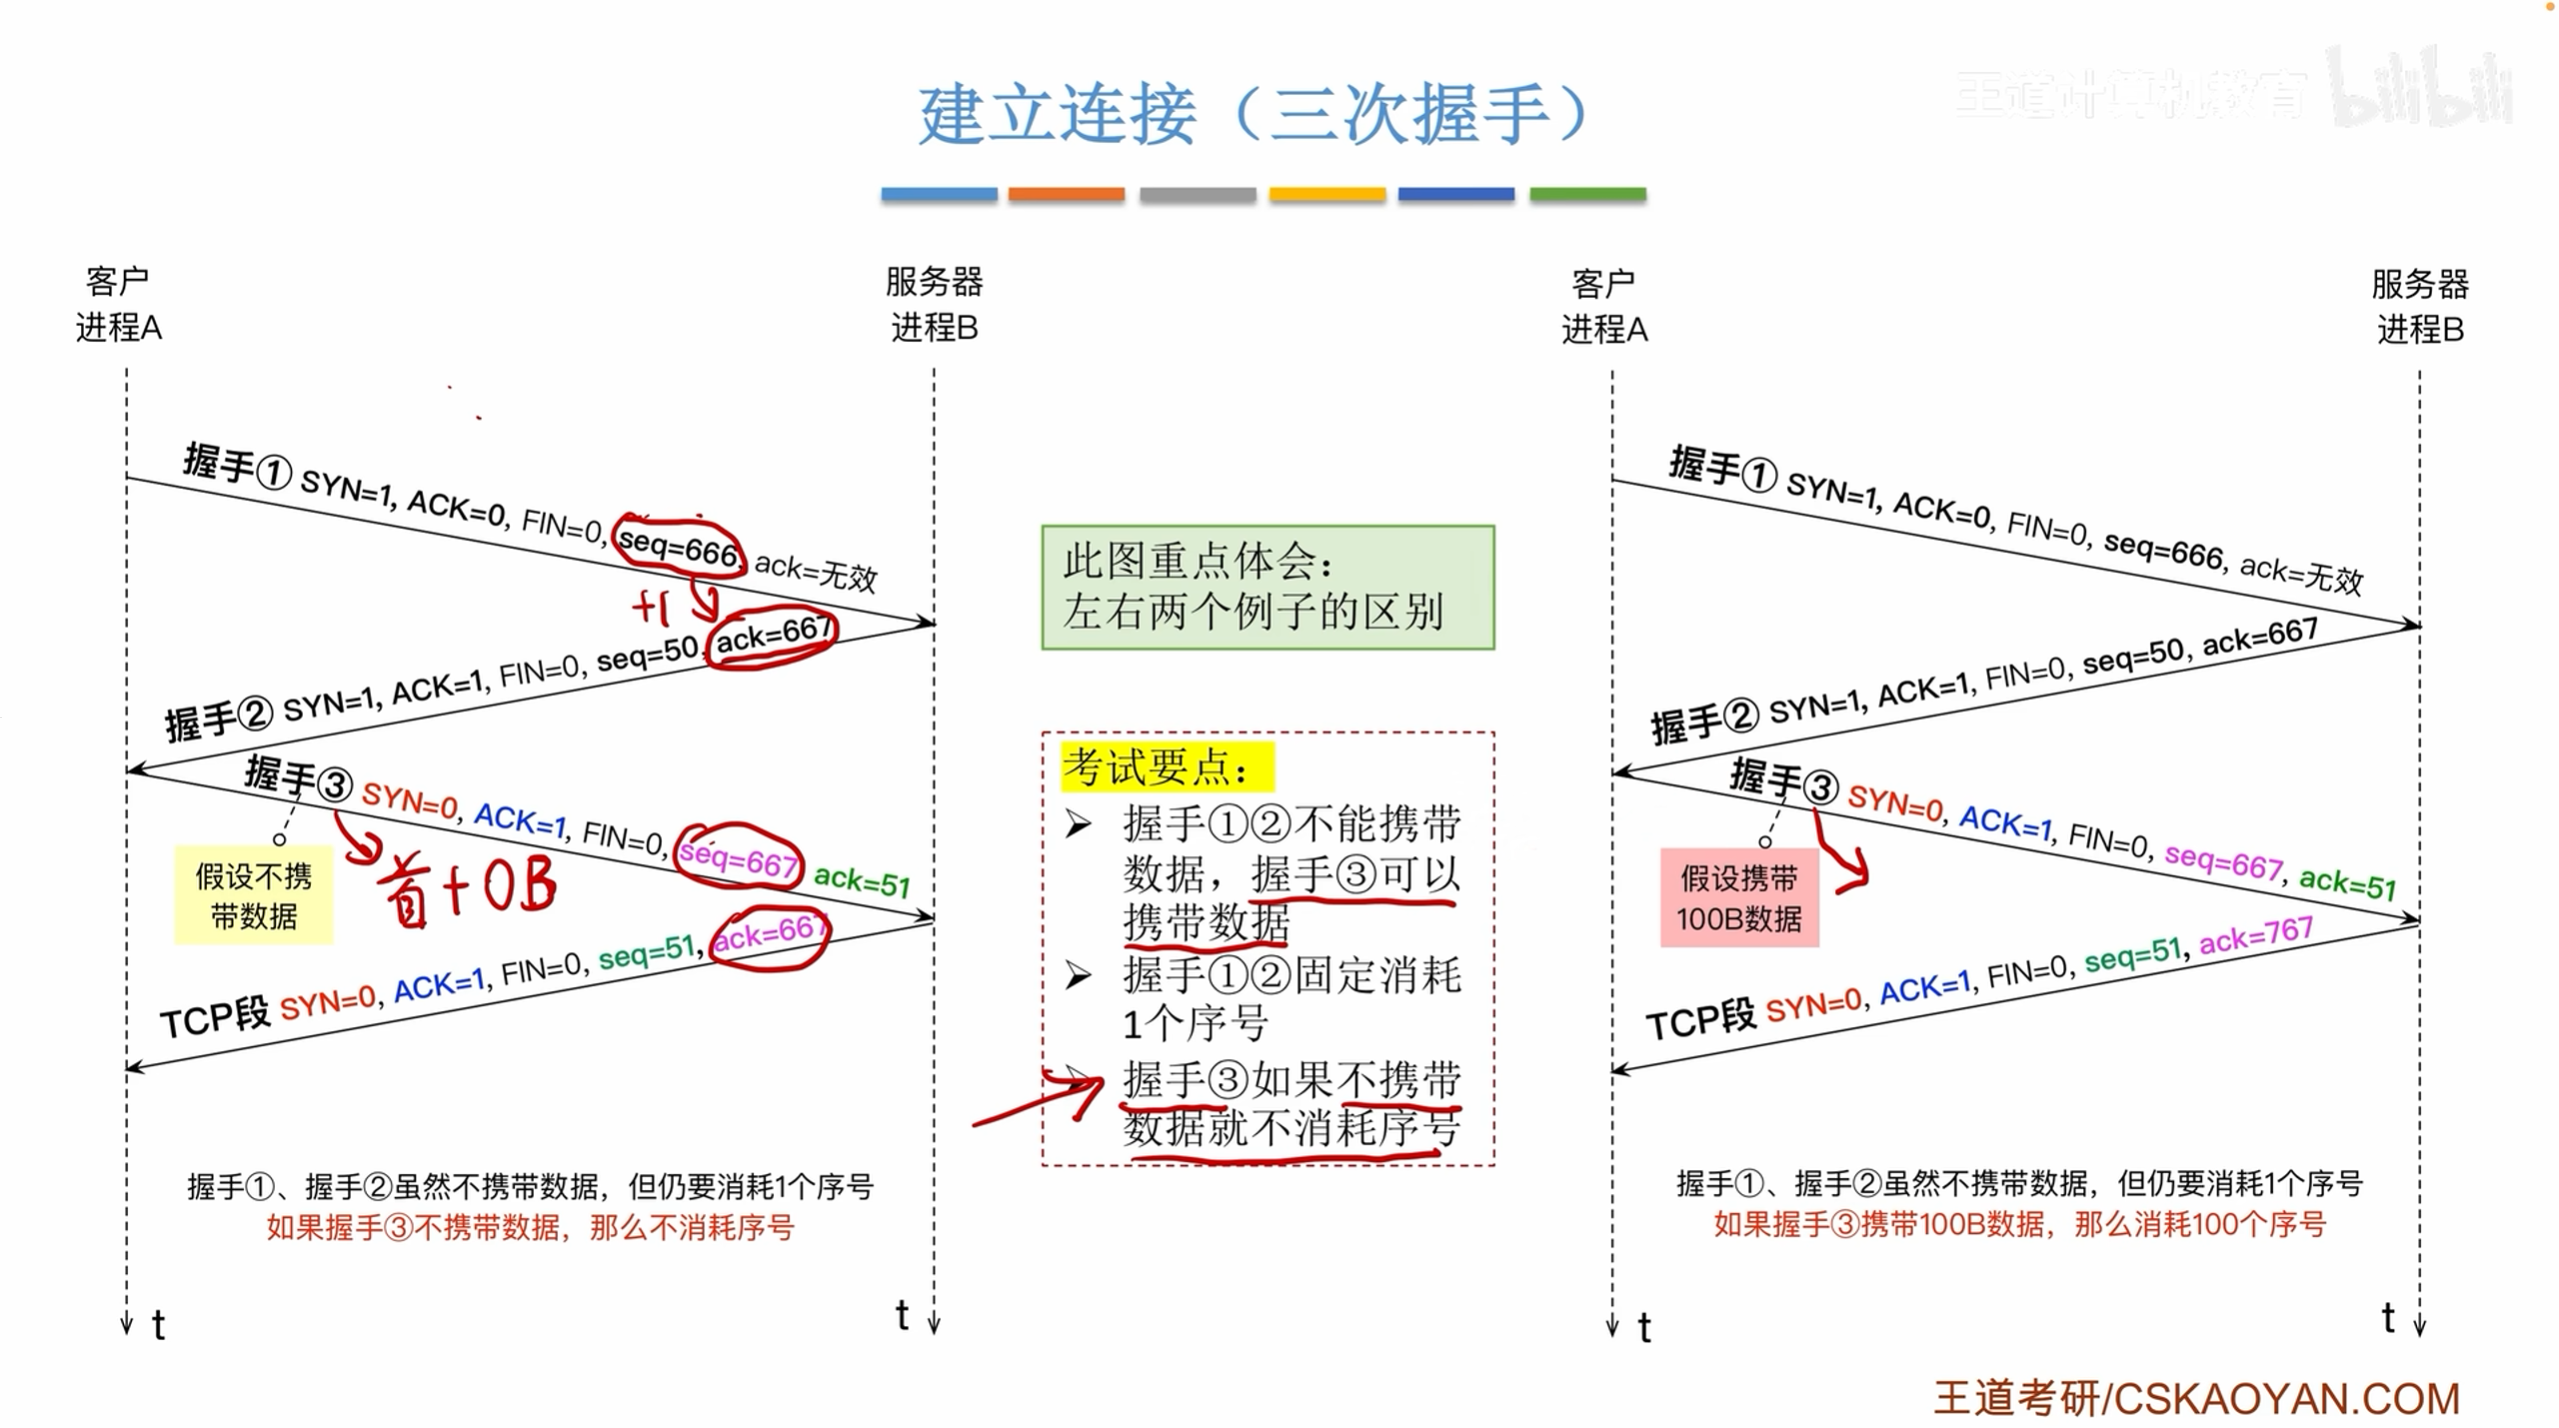 建立连接（三次握手）
王道计算机教育 bilibili
客户
进程A
服务器
进程B
握手① SYN=1, ACK=0, FIN=0, seq=666, ack=无效
+1
握手② SYN=1, ACK=1, FIN=0, seq=50, ack=667
握手③ SYN=0, ACK=1, FIN=0, seq=667 ack=51
假设不携
带数据
首+0B
TCP段 SYN=0, ACK=1, FIN=0, seq=51, ack=667
握手①、握手②虽然不携带数据，但仍要消耗1个序号
如果握手③不携带数据，那么不消耗序号
t
t
此图重点体会：
左右两个例子的区别
考试要点：
握手①②不能携带
数据，握手③可以
携带数据
握手①②固定消耗
1个序号
握手③如果不携带
数据就不消耗序号
客户
进程A
服务器
进程B
握手① SYN=1, ACK=0, FIN=0, seq=666, ack=无效
握手② SYN=1, ACK=1, FIN=0, seq=50, ack=667
握手③ SYN=0, ACK=1, FIN=0, seq=667, ack=51
假设携带
100B数据
TCP段 SYN=0, ACK=1, FIN=0, seq=51, ack=767
握手①、握手②虽然不携带数据，但仍要消耗1个序号
如果握手③携带100B数据，那么消耗100个序号
t
t
王道考研/CSKAOYAN.COM